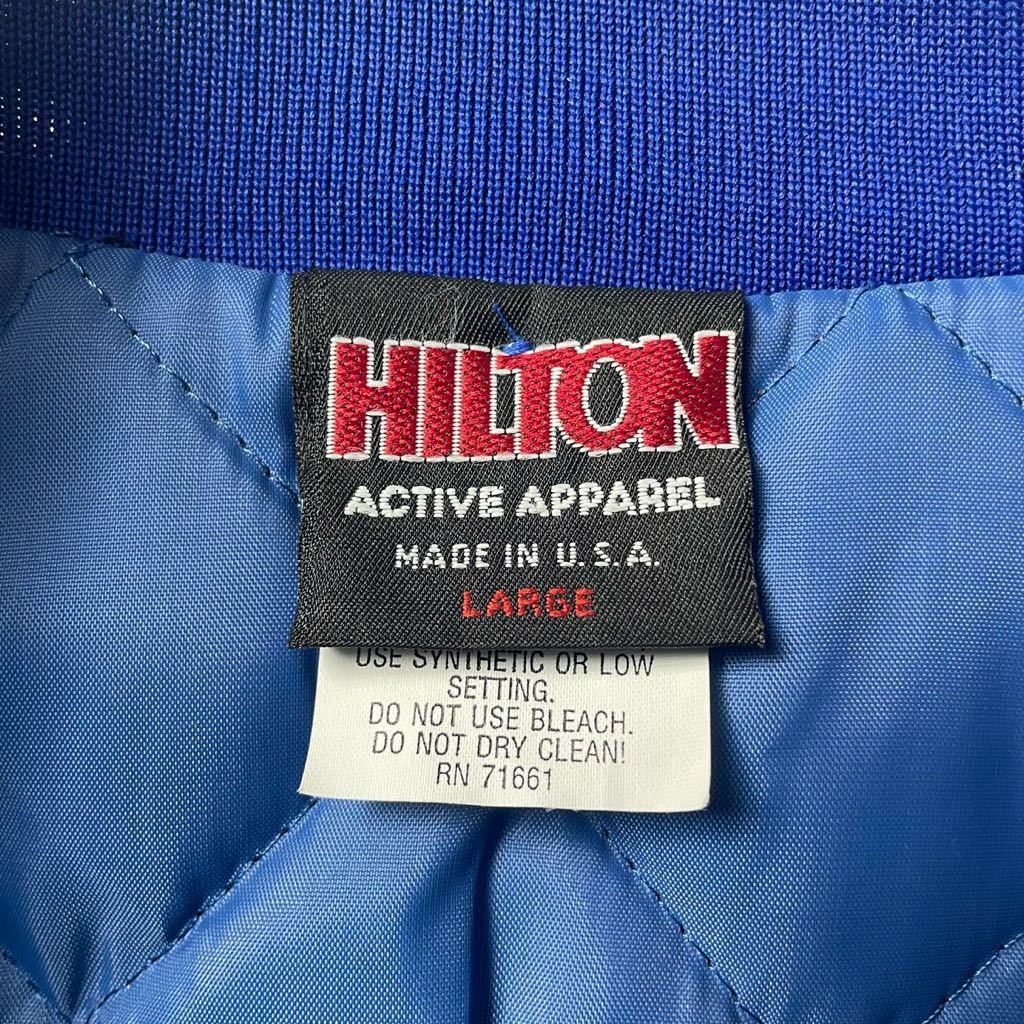 HILTON
ACTIVE APPAREL
MADE IN U.S.A.
LARGE
USE SYNTHETIC OR LOW
SETTING.
DO NOT USE BLEACH.
DO NOT DRY CLEAN!
RN 71661